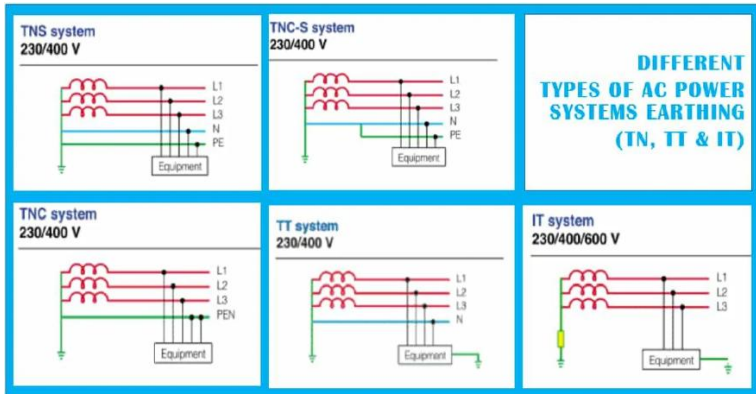 TNS system
230/400 V
L1
L2
L3
N
PE
Equipment
TNC-S system
230/400 V
L1
L2
L3
N
PE
Equipment
DIFFERENT
TYPES OF AC POWER
SYSTEMS EARTHING
(TN, TT & IT)
TNC system
230/400 V
L1
L2
L3
PEN
Equipment
TT system
230/400 V
L1
L2
L3
N
Equipment
IT system
230/400/600 V
L1
L2
L3
Equipment